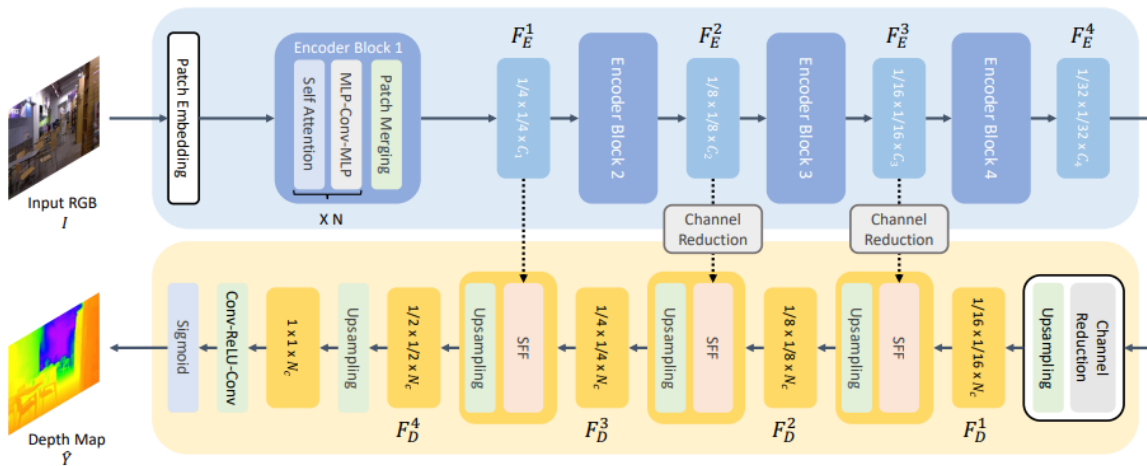 F_E^1
F_E^2
F_E^3
F_E^4
Encoder Block 1
Patch Embedding
Self Attention
MLP-Conv-MLP
Patch Merging
1/4 x 1/4 x C_1
Encoder Block 2
1/8 x 1/8 x C_2
Encoder Block 3
1/16 x 1/16 x C_3
Encoder Block 4
1/32 x 1/32 x C_4
Input RGB
I
X N
Channel
Reduction
Channel
Reduction
Sigmoid
Conv-ReLU-Conv
1 x 1 x N_c
Upsampling
1/2 x 1/2 x N_c
Upsampling
SFF
1/4 x 1/4 x N_c
Upsampling
SFF
1/8 x 1/8 x N_c
Upsampling
SFF
1/16 x 1/16 x N_c
Upsampling
Channel
Reduction
Depth Map
Ŷ
F_D^4
F_D^3
F_D^2
F_D^1